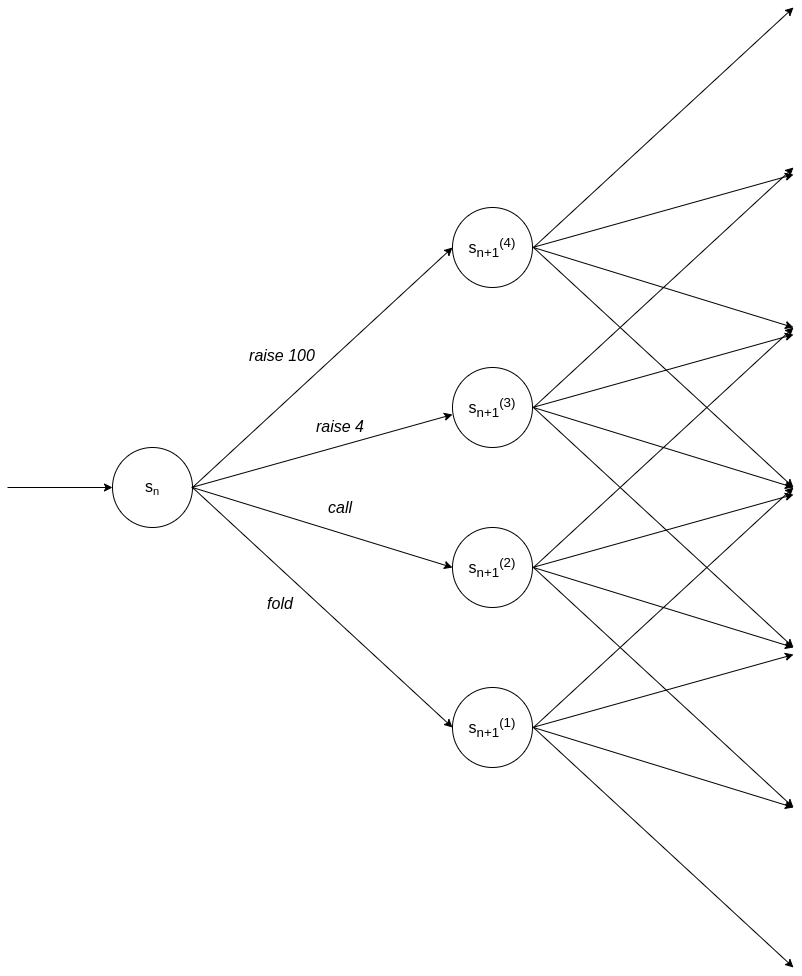 s_{n+1}^{(4)}
raise 100
s_{n+1}^{(3)}
raise 4
s_n
call
s_{n+1}^{(2)}
fold
s_{n+1}^{(1)}